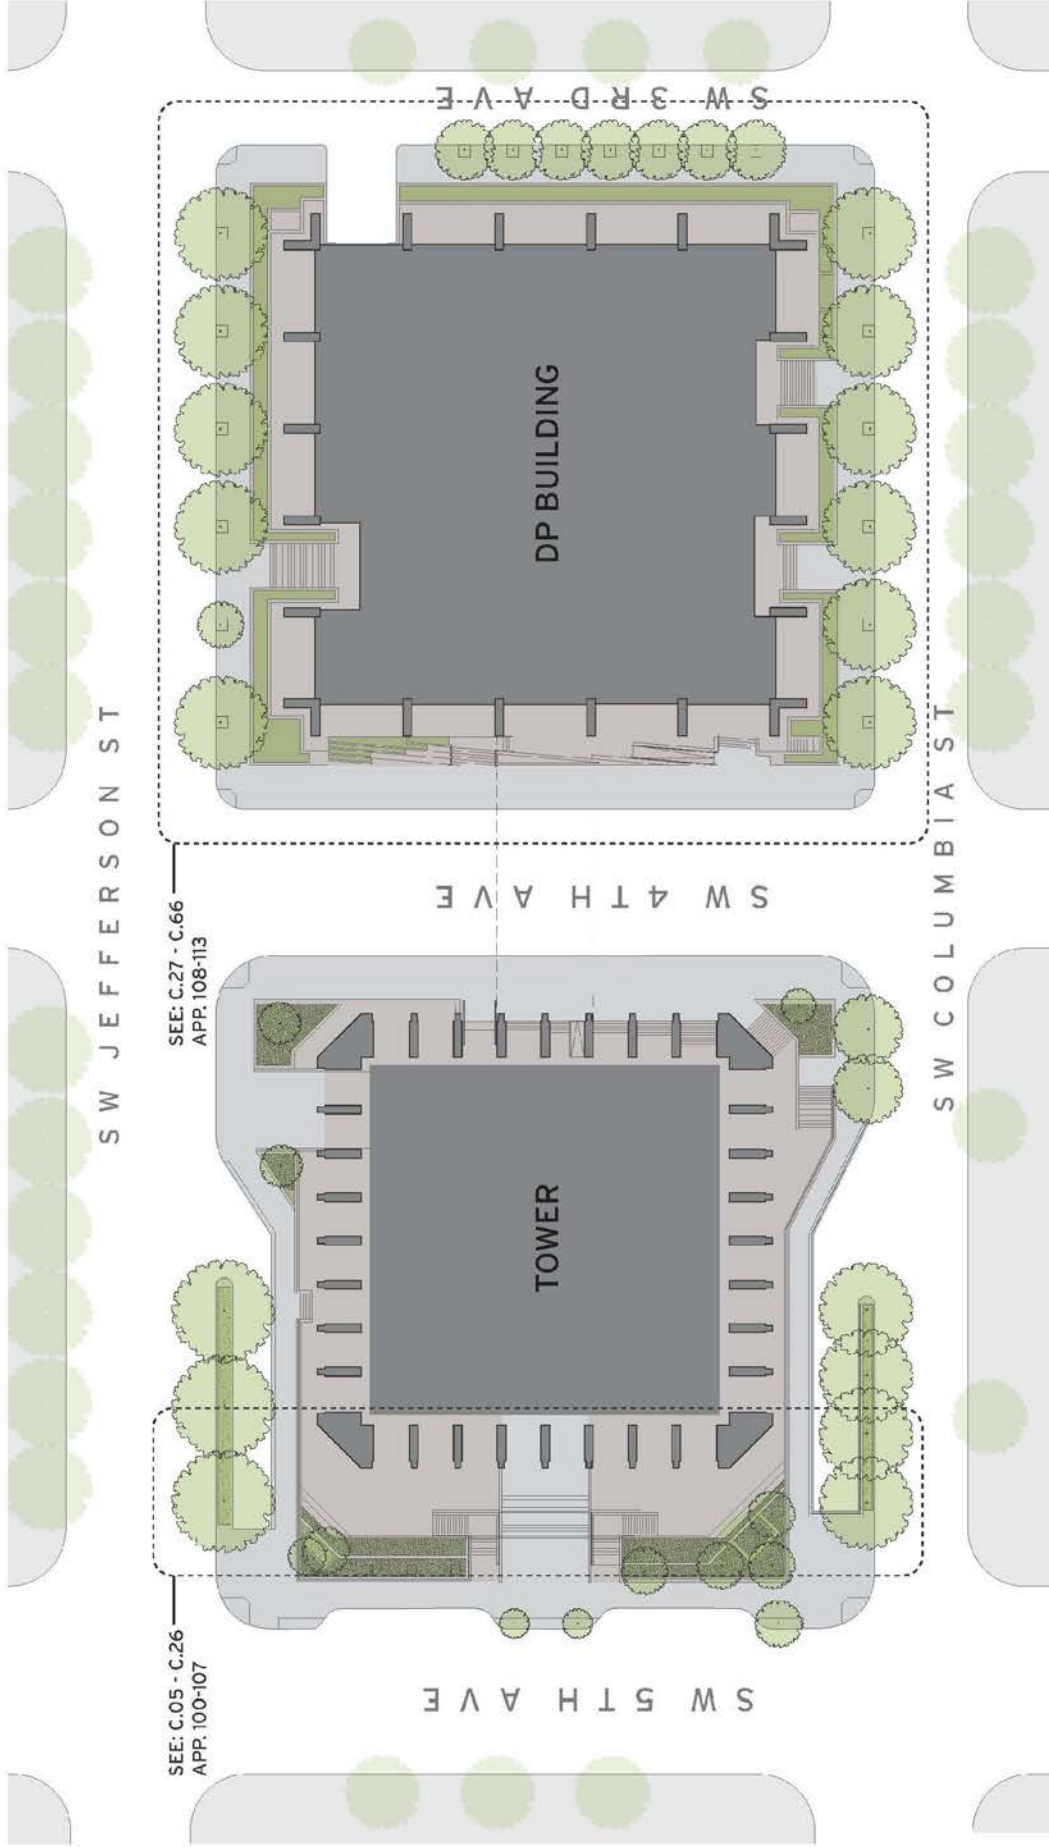 SW JEFFERSON ST
SEE: C.05 - C.26
APP. 100-107
SEE: C.27 - C.66
APP. 108-113
SW 5TH AVE
TOWER
SW 4TH AVE
DP BUILDING
SW 3RD AVE
SW COLUMBIA ST